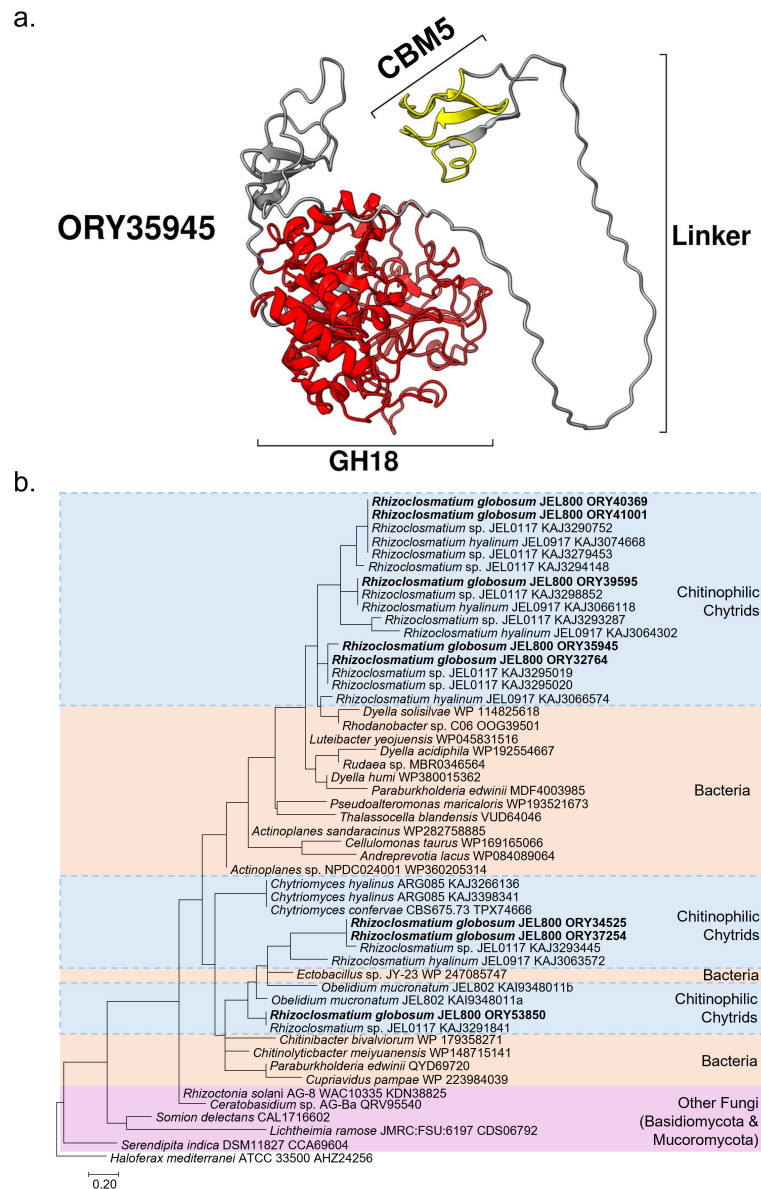 a.
CBM5
ORY35945
Linker
GH18
b.
Rhizoclosmatium globosum JEL800 ORY40369
Rhizoclosmatium globosum JEL800 ORY41001
Rhizoclosmatium sp. JEL0117 KAJ3290752
Rhizoclosmatium hyalinum JEL0917 KAJ3074668
Rhizoclosmatium sp. JEL0117 KAJ3279453
Rhizoclosmatium sp. JEL0117 KAJ3294148
Rhizoclosmatium globosum JEL800 ORY39595
Rhizoclosmatium sp. JEL0117 KAJ3298852
Rhizoclosmatium hyalinum JEL0917 KAJ3066118
Rhizoclosmatium sp. JEL0117 KAJ3293287
Rhizoclosmatium hyalinum JEL0917 KAJ3064302
Rhizoclosmatium globosum JEL800 ORY35945
Rhizoclosmatium globosum JEL800 ORY32764
Rhizoclosmatium sp. JEL0117 KAJ3295019
Rhizoclosmatium sp. JEL0117 KAJ3295020
Rhizoclosmatium hyalinum JEL0917 KAJ3066574
Chitinophilic
Chytrids
Dyella solisilvae WP 114825618
Rhodanobacter sp. C06 OOG39501
Luteibacter yeojuensis WP045831516
Dyella acidiphila WP192554667
Rudaea sp. MBR0346564
Dyella humi WP380015362
Paraburkholderia edwinii MDF4003985
Pseudoalteromonas maricaloris WP193521673
Thalassocella blandensis VUD64046
Actinoplanes sandaracinus WP282758885
Cellulomonas taurus WP169165066
Andreprevotia lacus WP084089064
Actinoplanes sp. NPDC024001 WP360205314
Bacteria
Chytriomyces hyalinus ARG085 KAJ3266136
Chytriomyces hyalinus ARG085 KAJ3398341
Chytriomyces confervae CBS675.73 TPX74666
Rhizoclosmatium globosum JEL800 ORY34525
Rhizoclosmatium globosum JEL800 ORY37254
Rhizoclosmatium sp. JEL0117 KAJ3293445
Rhizoclosmatium hyalinum JEL0917 KAJ3063572
Chitinophilic
Chytrids
Ectobacillus sp. JY-23 WP 247085747
Bacteria
Obelidium mucronatum JEL802 KAI9348011b
Obelidium mucronatum JEL802 KAI9348011a
Rhizoclosmatium globosum JEL800 ORY53850
Rhizoclosmatium sp. JEL0117 KAJ3291841
Chitinophilic
Chytrids
Chitinibacter bivalviorum WP 179358271
Chitinolyticbacter meiyuanensis WP148715141
Paraburkholderia edwinii QYD69720
Cupriavidus pampae WP 223984039
Bacteria
Rhizoctonia solani AG-8 WAC10335 KDN38825
Ceratobasidium sp. AG-Ba QRV95540
Somion delectans CAL1716602
Lichtheimia ramose JMRC:FSU:6197 CDS06792
Serendipita indica DSM11827 CCA69604
Other Fungi
(Basidiomycota &
Mucoromycota)
Haloferax mediterranei ATCC 33500 AHZ24256
0.20